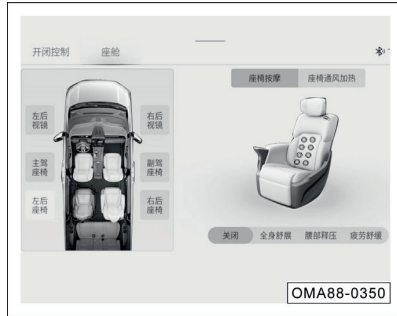 开闭控制 座舱
座椅按摩 座椅通风加热
左后
视镜
右后
视镜
主驾
座椅
副驾
座椅
左后
座椅
右后
座椅
关闭 全身舒展 腰部释压 疲劳舒缓
OMA88-0350